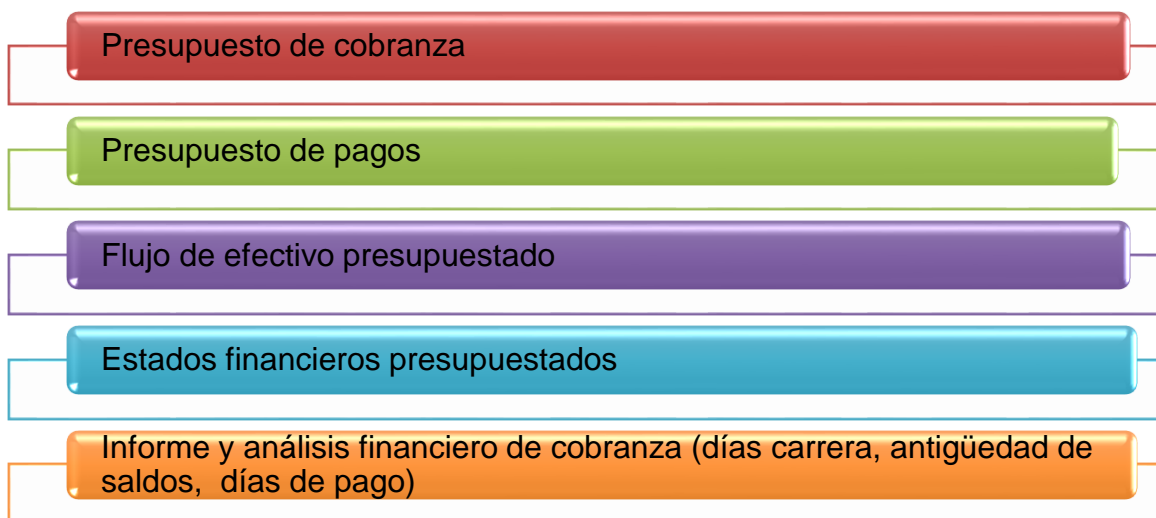 Presupuesto de cobranza
Presupuesto de pagos
Flujo de efectivo presupuestado
Estados financieros presupuestados
Informe y análisis financiero de cobranza (días carrera, antigüedad de
saldos, días de pago)